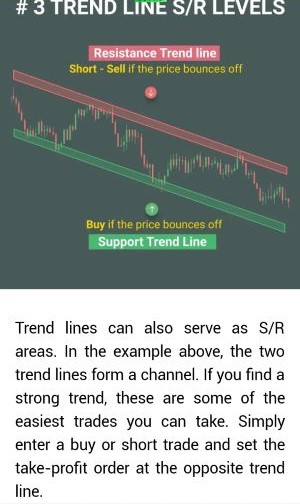 # 3 TREND LINE S/R LEVELS
Resistance Trend line
Short - Sell if the price bounces off
Buy if the price bounces off
Support Trend Line
Trend lines can also serve as S/R
areas. In the example above, the two
trend lines form a channel. If you find a
strong trend, these are some of the
easiest trades you can take. Simply
enter a buy or short trade and set the
take-profit order at the opposite trend
line.